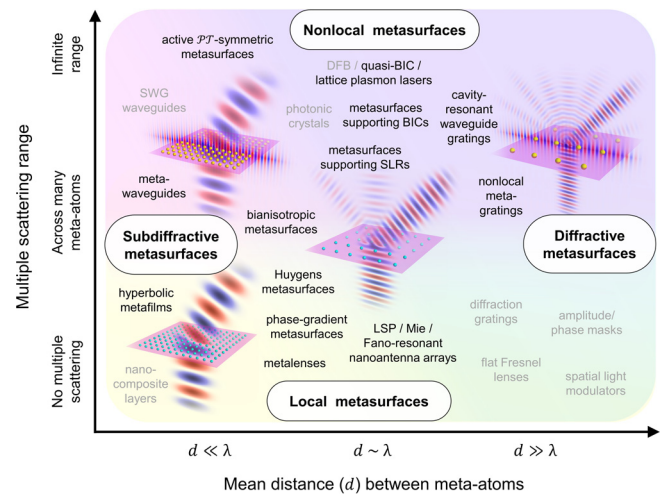 Nonlocal metasurfaces
active 𝒫𝒯-symmetric
metasurfaces
DFB / quasi-BIC /
lattice plasmon lasers
SWG
waveguides
photonic
crystals
metasurfaces
supporting BICs
cavity-
resonant
waveguide
gratings
metasurfaces
supporting SLRs
meta-
waveguides
nonlocal
meta-
gratings
bianisotropic
metasurfaces
Subdiffractive
metasurfaces
Diffractive
metasurfaces
Huygens
metasurfaces
hyperbolic
metafilms
phase-gradient
metasurfaces
LSP / Mie /
Fano-resonant
nanoantenna arrays
diffraction
gratings
amplitude/
phase masks
metalenses
nano-
composite
layers
flat Fresnel
lenses
spatial light
modulators
Local metasurfaces
Multiple scattering range
Infinite
range
Across many
meta-atoms
No multiple
scattering
d ≪ λ
d ~ λ
d ≫ λ
Mean distance (d) between meta-atoms